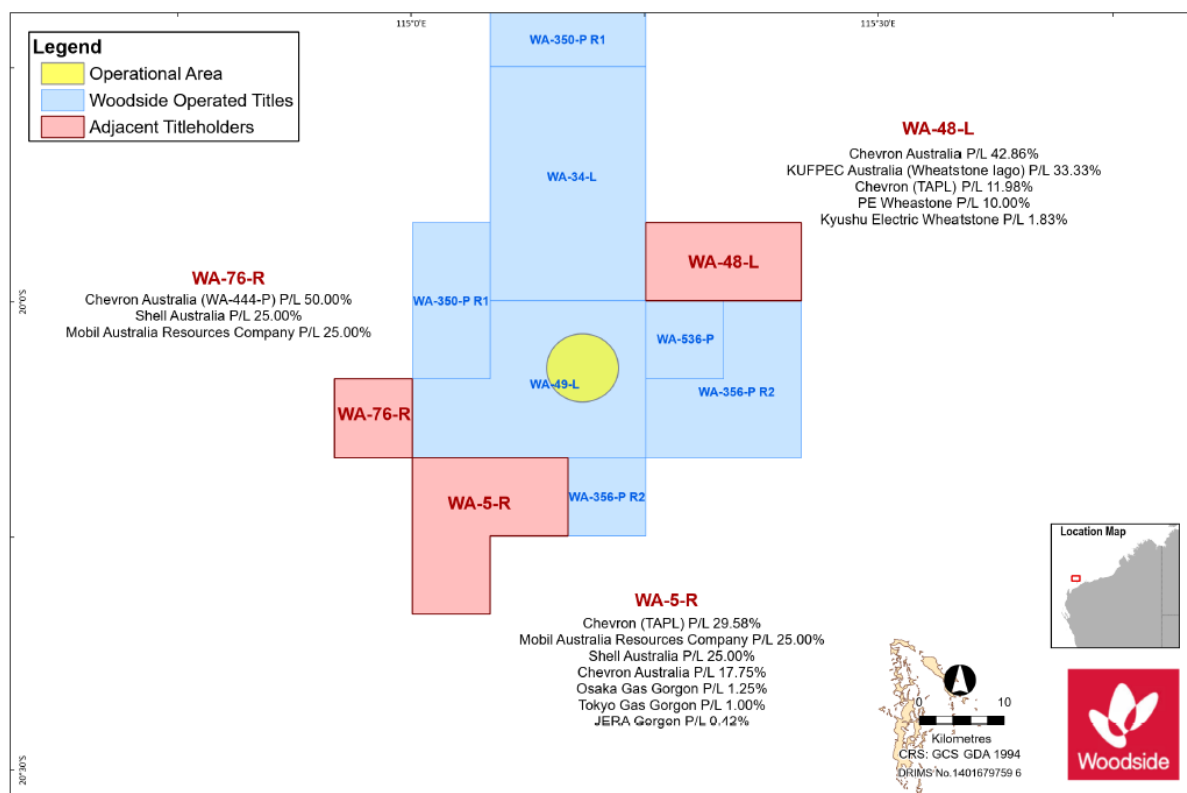 115°0'E
115°30'E
Legend
Operational Area
Woodside Operated Titles
Adjacent Titleholders
WA-350-P R1
WA-34-L
WA-48-L
Chevron Australia P/L 42.86%
KUFPEC Australia (Wheatstone Iago) P/L 33.33%
Chevron (TAPL) P/L 11.98%
PE Wheastone P/L 10.00%
Kyushu Electric Wheatstone P/L 1.83%
WA-48-L
20°0'S
WA-76-R
Chevron Australia (WA-444-P) P/L 50.00%
Shell Australia P/L 25.00%
Mobil Australia Resources Company P/L 25.00%
WA-350-P R1
WA-536-P
WA-49-L
WA-356-P R2
WA-76-R
WA-5-R
WA-356-P R2
Location Map
WA-5-R
Chevron (TAPL) P/L 29.58%
Mobil Australia Resources Company P/L 25.00%
Shell Australia P/L 25.00%
Chevron Australia P/L 17.75%
Osaka Gas Gorgon P/L 1.25%
Tokyo Gas Gorgon P/L 1.00%
JERA Gorgon P/L 0.42%
0 10
Kilometres
CRS: GCS GDA 1994
DRIMS No.1401679759 6
Woodside
20°30'S